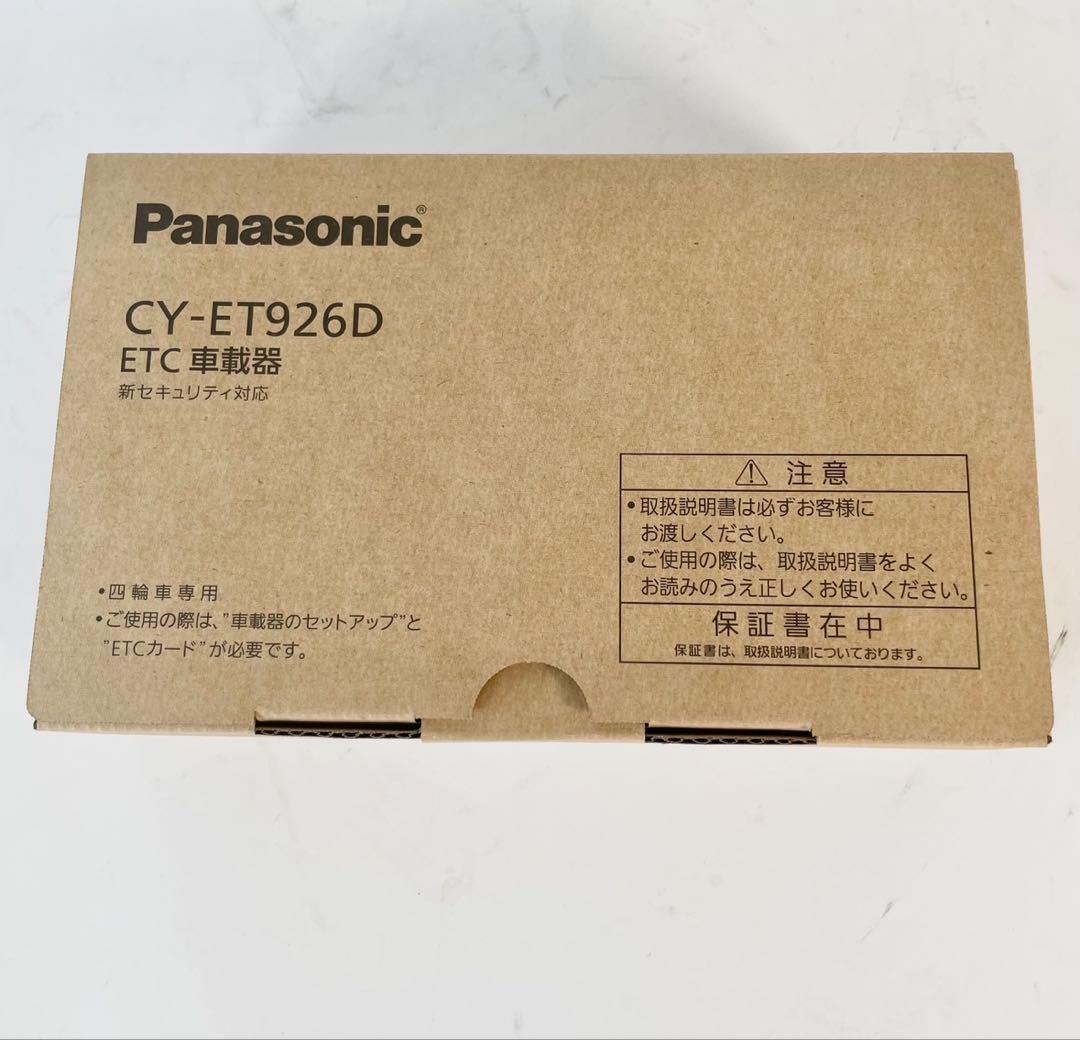 Panasonic®
CY-ET926D
ETC 車載器
新セキュリティ対応
•四輪車専用
•ご使用の際は、"車載器のセットアップ"と
"ETCカード"が必要です。
⚠ 注意
•取扱説明書は必ずお客様に
お渡しください。
•ご使用の際は、取扱説明書をよく
お読みのうえ正しくお使いください。
保証書在中
保証書は、取扱説明書についております。